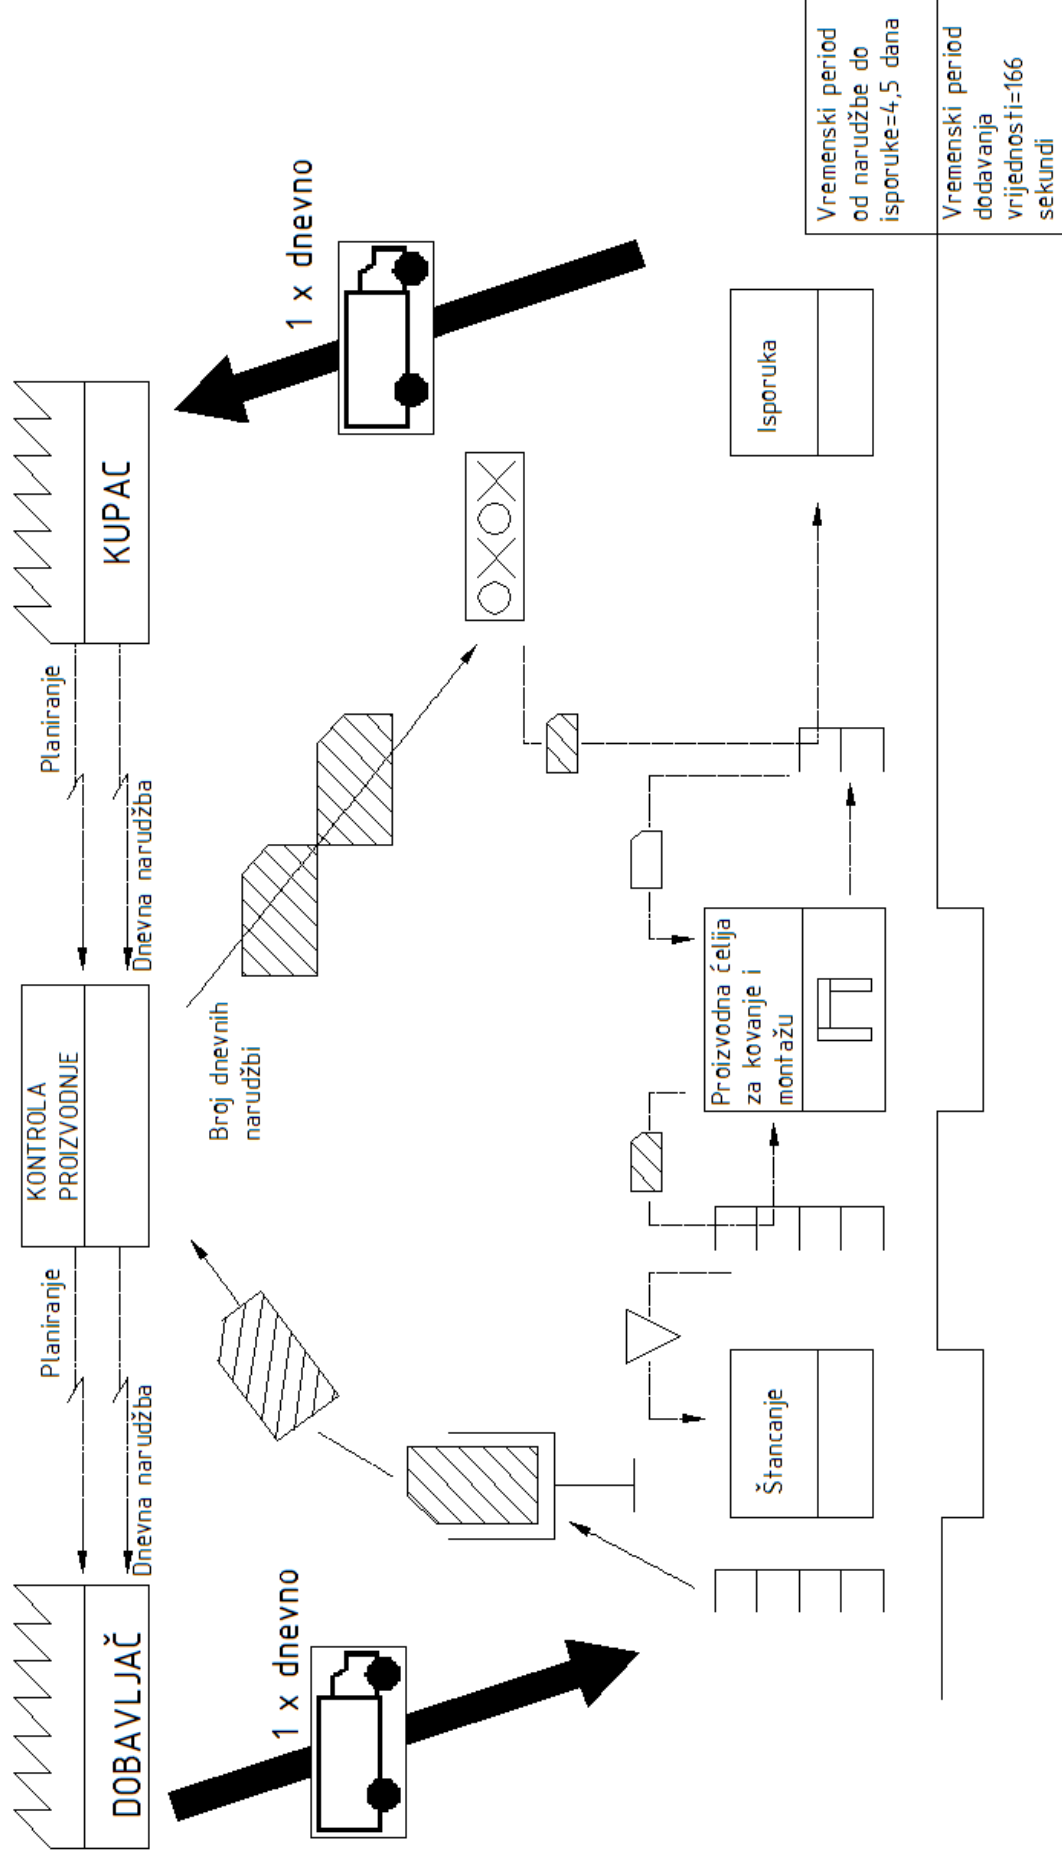 DOBAVLJAČ
Planiranje
Dnevna narudžba
KONTROLA
PROIZVODNJE
Planiranje
Dnevna narudžba
KUPAC
1 x dnevno
Broj dnevnih
narudžbi
1 x dnevno
OXOX
Štancanje
Proizvodna ćelija
za kovanje i
montažu
Isporuka
Vremenski period
od narudžbe do
isporuke=4,5 dana
Vremenski period
dodavanja
vrijednosti=166
sekundi